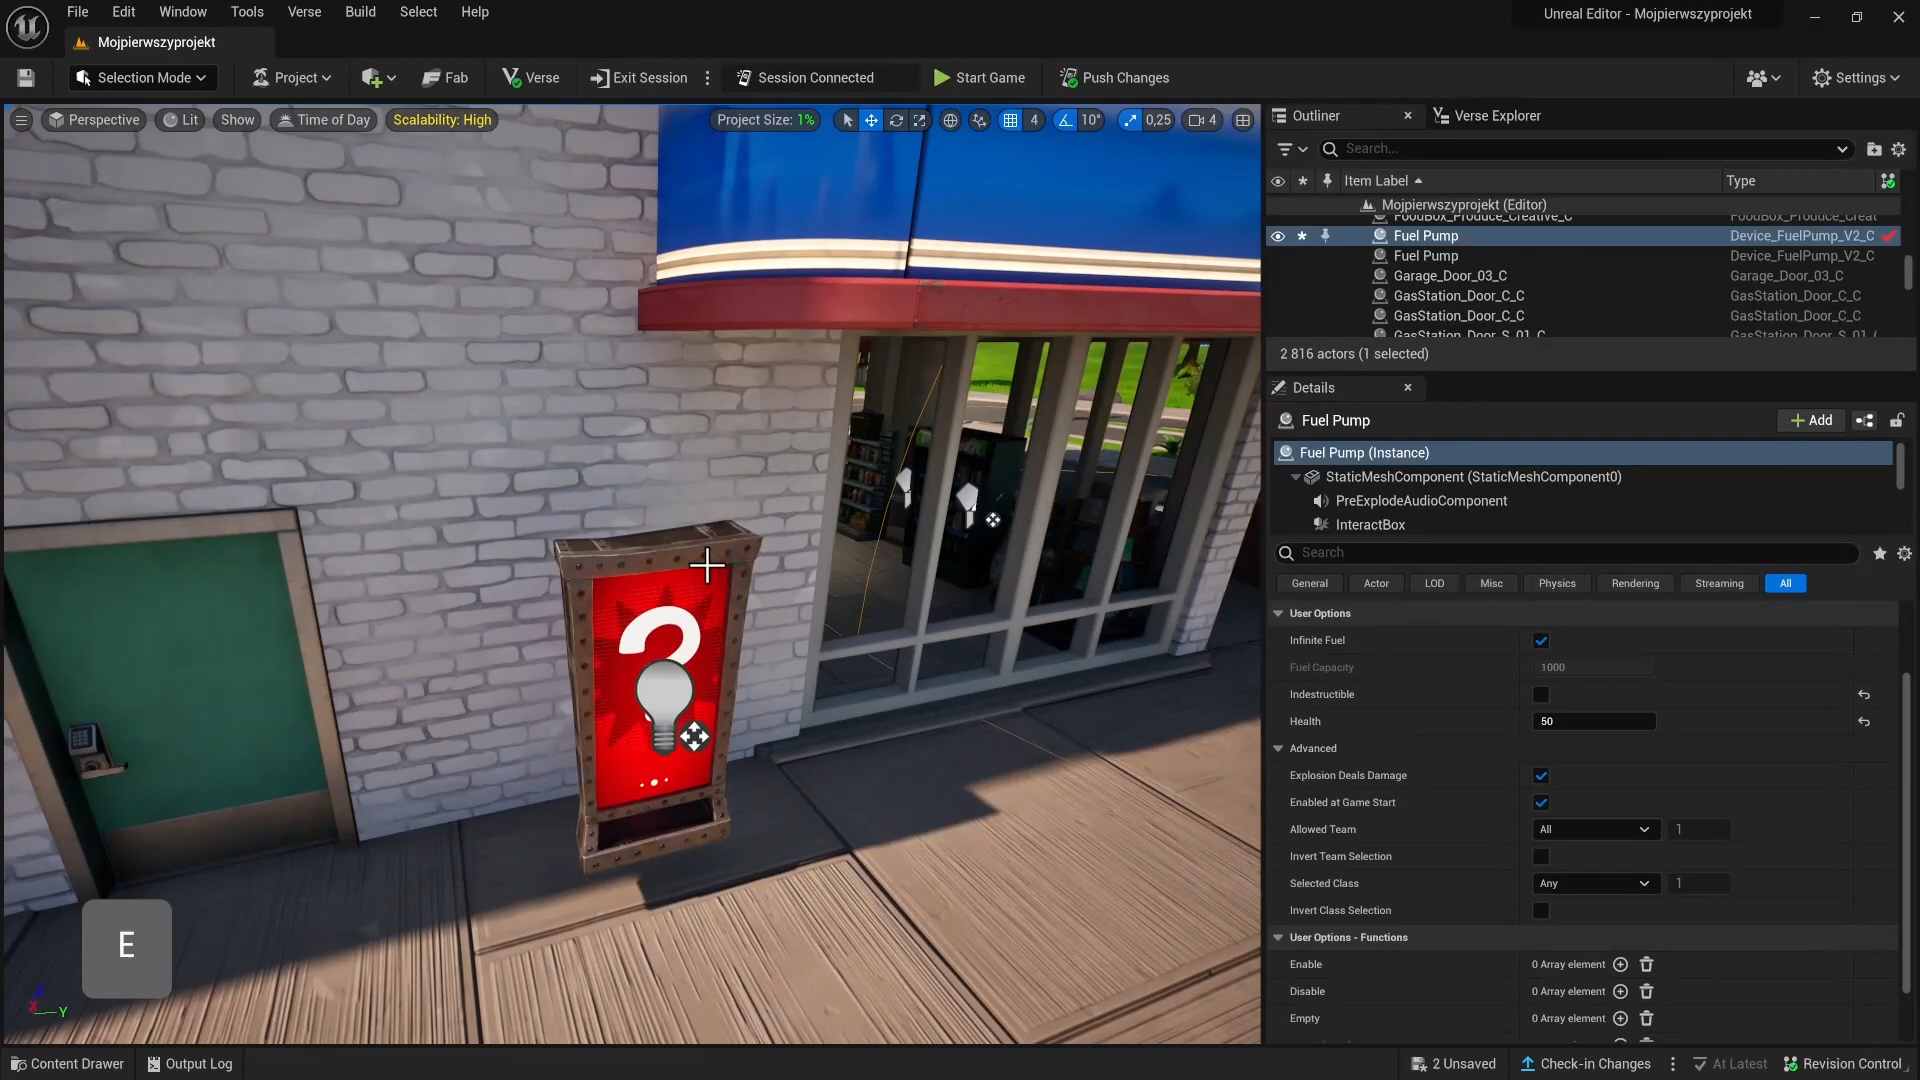 File Edit Window Tools Verse Build Select Help
Unreal Editor - Mojpierwszyprojekt
Mojpierwszyprojekt
Selection Mode Project Fab Verse Exit Session Session Connected Start Game Push Changes Settings
Perspective Lit Show Time of Day Scalability: High Project Size: 1% 4 10° 0,25 4
Outliner Verse Explorer
Search...
Item Label Type
Mojpierwszyprojekt (Editor)
FoodBox_Produce_Creative_C FoodBox_Produce_Creat
Fuel Pump Device_FuelPump_V2_C
Fuel Pump Device_FuelPump_V2_C
Garage_Door_03_C Garage_Door_03_C
GasStation_Door_C_C GasStation_Door_C_C
GasStation_Door_C_C GasStation_Door_C_C
GasStation_Door_S_01_C GasStation_Door_S_01_C
2 816 actors (1 selected)
Details
Fuel Pump Add
Fuel Pump (Instance)
StaticMeshComponent (StaticMeshComponent0)
PreExplodeAudioComponent
InteractBox
Search
General Actor LOD Misc Physics Rendering Streaming All
User Options
Infinite Fuel
Fuel Capacity 1000
Indestructible
Health 50
Advanced
Explosion Deals Damage
Enabled at Game Start
Allowed Team All 1
Invert Team Selection
Selected Class Any 1
Invert Class Selection
User Options - Functions
Enable 0 Array element
Disable 0 Array element
Empty 0 Array element
?
E
X Y
Content Drawer Output Log 2 Unsaved Check-in Changes At Latest Revision Control